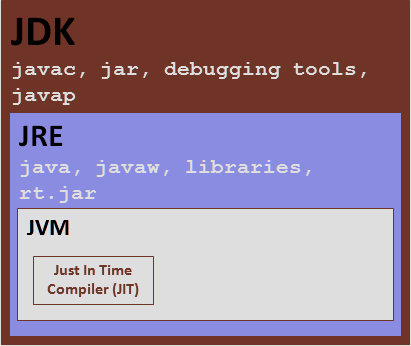 JDK
javac, jar, debugging tools,
javap
JRE
java, javaw, libraries,
rt.jar
JVM
Just In Time
Compiler (JIT)